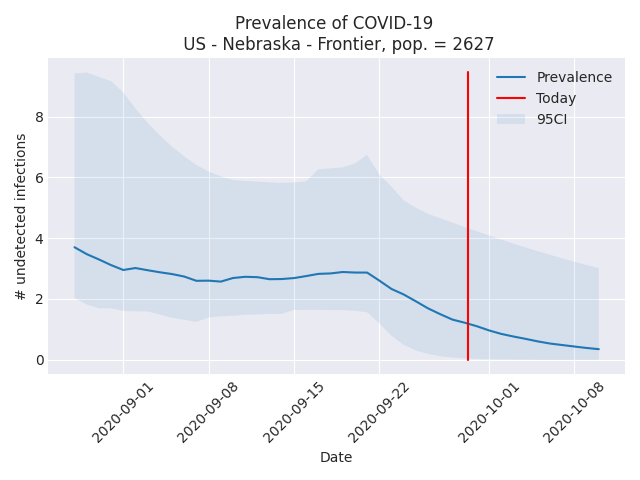 Prevalence of COVID-19
US - Nebraska - Frontier, pop. = 2627
Prevalence
Today
95CI
# undetected infections
8
6
4
2
0
2020-09-01
2020-09-08
2020-09-15
2020-09-22
2020-10-01
2020-10-08
Date